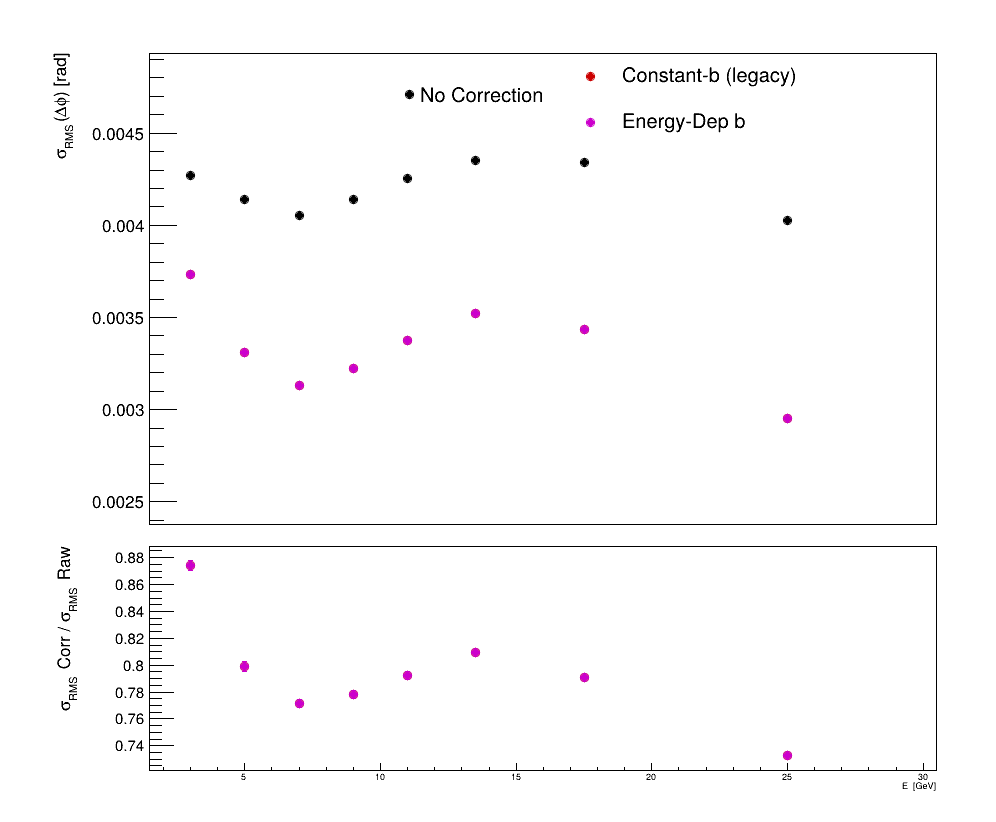 σRMS(Δφ) [rad]
Constant-b (legacy)
No Correction
Energy-Dep b
0.0045
0.004
0.0035
0.003
0.0025
σRMS Corr / σRMS Raw
0.88
0.86
0.84
0.82
0.8
0.78
0.76
0.74
5 10 15 20 25 30
E [GeV]